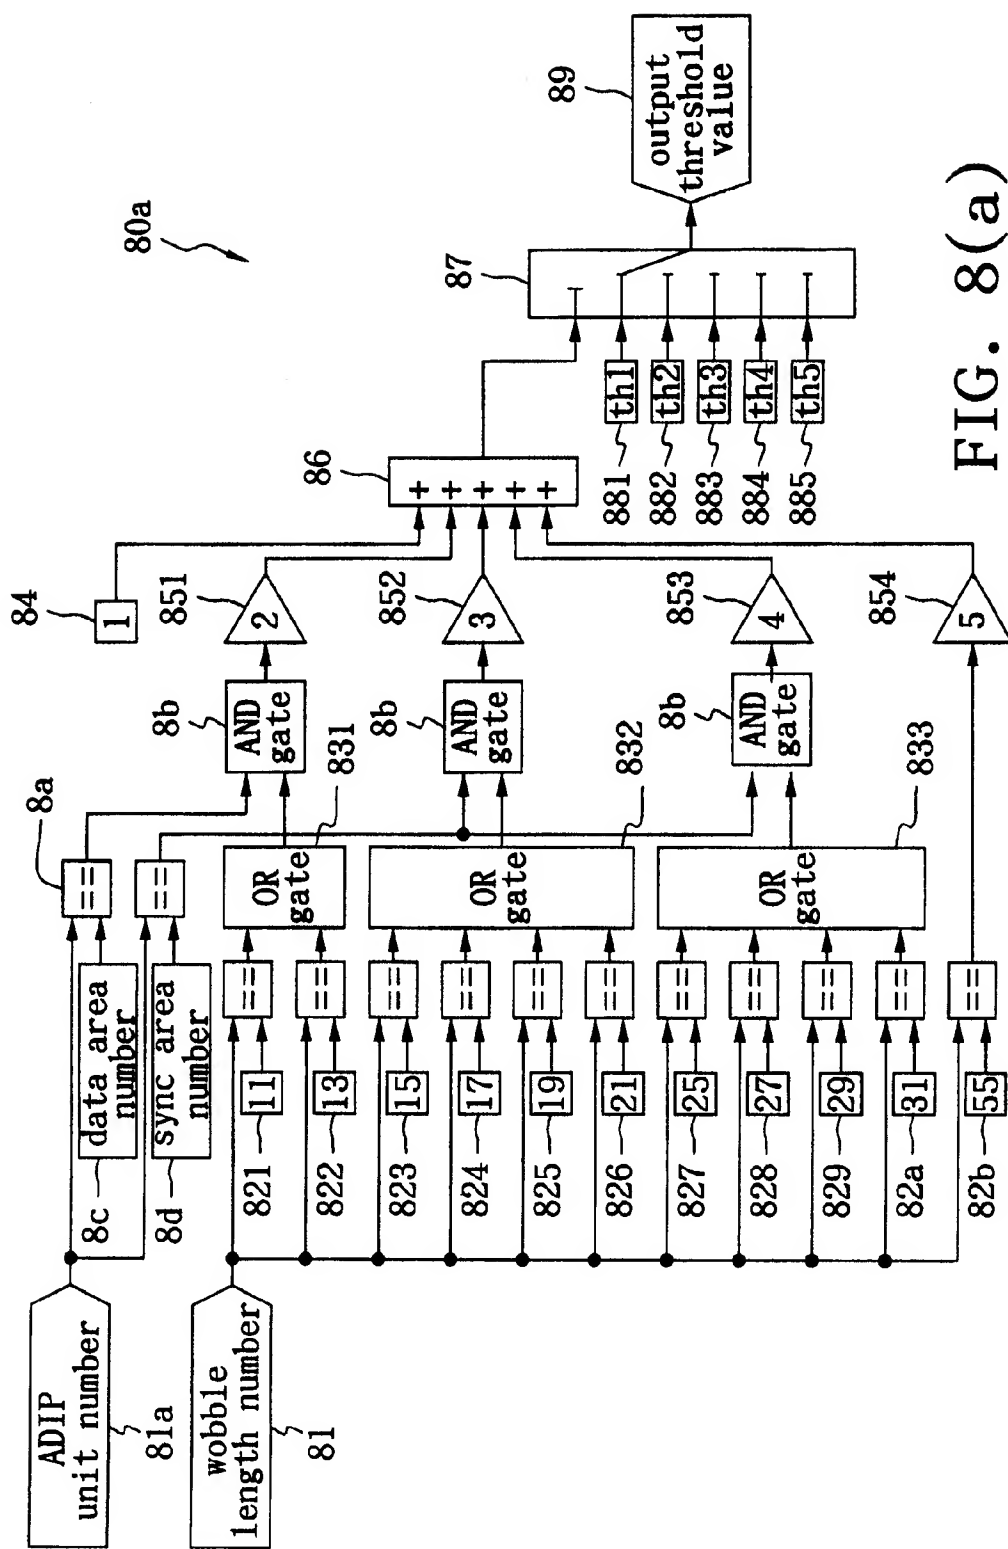 ADIP
unit number
81a
wobble
length number
81
8c
data area
number
8d
sync area
number
8a
==
==
821
11
==
822
13
==
823
15
==
824
17
==
825
19
==
826
21
==
827
25
==
828
27
==
829
29
==
82a
31
==
82b
55
==
OR
gate
831
OR
gate
832
OR
gate
833
8b
AND
gate
8b
AND
gate
8b
AND
gate
84
1
851
2
852
3
853
4
854
5
86
+
+
+
+
+
881
th1
882
th2
883
th3
884
th4
885
th5
87
80a
89
output
threshold
value
FIG. 8(a)